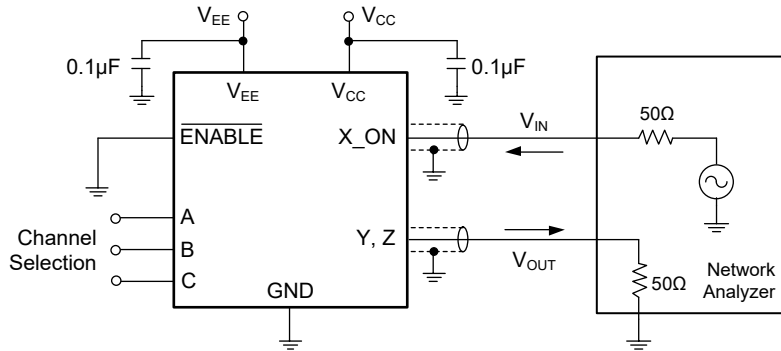 V_EE V_CC
0.1µF 0.1µF
V_EE V_CC
ENABLE X_ON V_IN 50Ω
A
Channel Selection B Y, Z V_OUT
C
GND 50Ω Network Analyzer